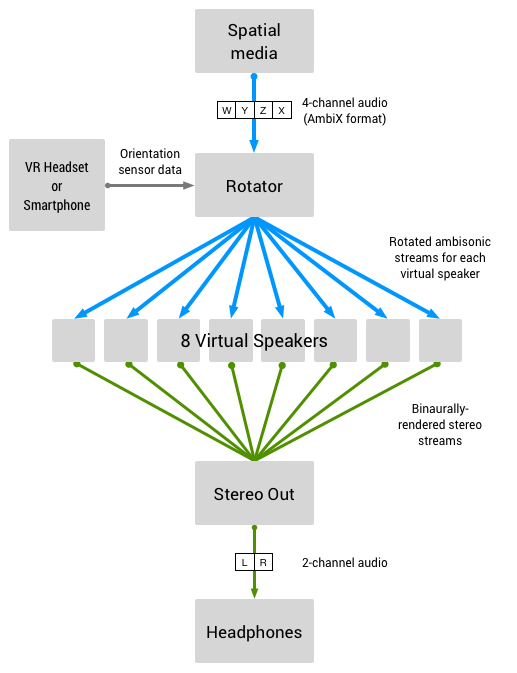 Spatial
media
W Y Z X
4-channel audio
(AmbiX format)
VR Headset
or
Smartphone
Orientation
sensor data
Rotator
Rotated ambisonic
streams for each
virtual speaker
8 Virtual Speakers
Binaurally-
rendered stereo
streams
Stereo Out
L R
2-channel audio
Headphones